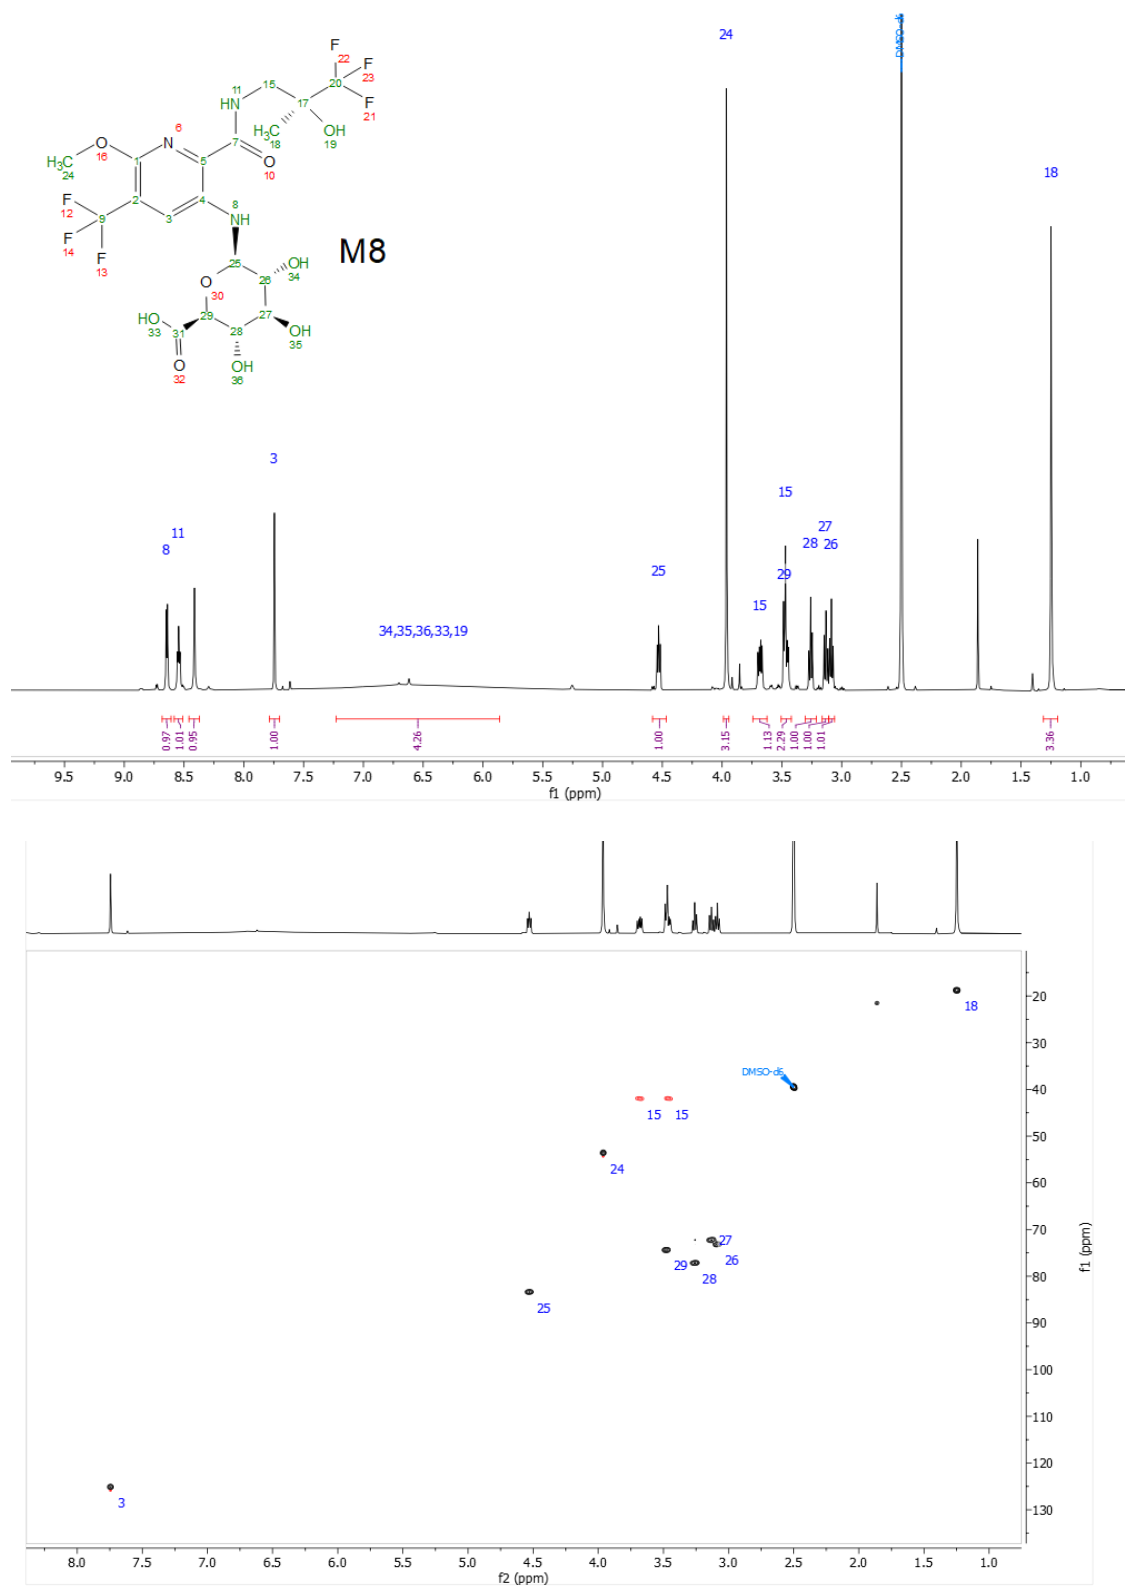 24
DMSO-d6
F
22
F
23
15
11
20
HN
F
17
21
6
H₃C
OH
18
19
7
O
N
O
16
1
5
10
H₃C
24
8
F
2
4
NH
12
9
3
F
14
F
13
M8
25
OH
O
26
34
30
HO
29
27
33
31
28
OH
35
O
OH
32
36
18
3
15
11
8
27
28
26
25
29
15
34,35,36,33,19
0.97
1.01
0.95
1.00
4.26
1.00
3.15
1.13
2.29
1.00
1.00
1.01
3.36
9.5 9.0 8.5 8.0 7.5 7.0 6.5 6.0 5.5 5.0 4.5 4.0 3.5 3.0 2.5 2.0 1.5 1.0
f1 (ppm)
20
18
30
DMSO-d6
40
15 15
50
24
60
70
27
29
26
28
80
25
90
100
110
120
3
130
f1 (ppm)
8.0 7.5 7.0 6.5 6.0 5.5 5.0 4.5 4.0 3.5 3.0 2.5 2.0 1.5 1.0
f2 (ppm)